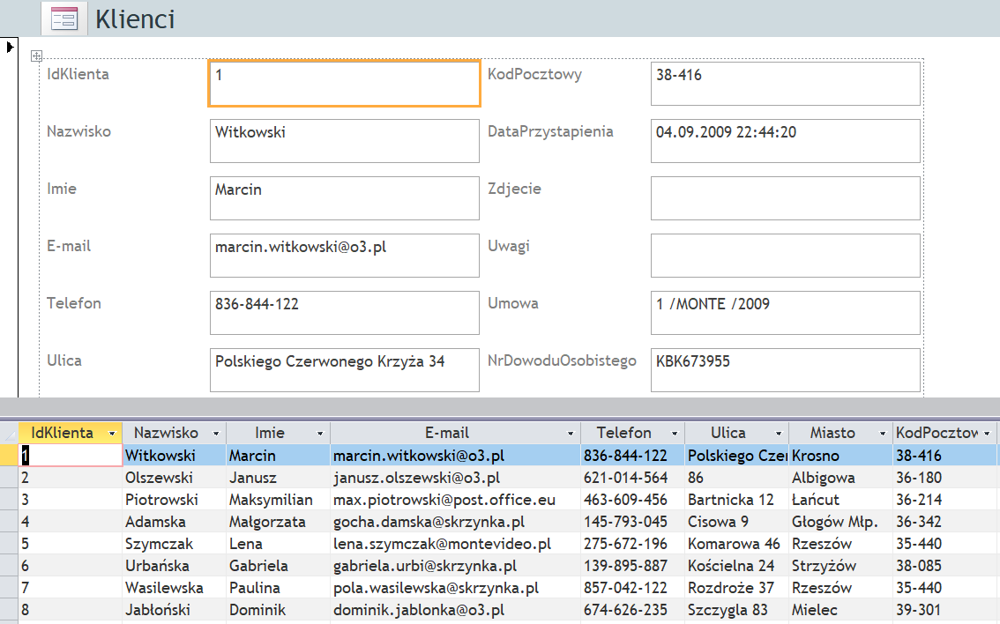 Klienci
IdKlienta 1 KodPocztowy 38-416
Nazwisko Witkowski DataPrzystapienia 04.09.2009 22:44:20
Imie Marcin Zdjecie
E-mail marcin.witkowski@o3.pl Uwagi
Telefon 836-844-122 Umowa 1 /MONTE /2009
Ulica Polskiego Czerwonego Krzyża 34 NrDowoduOsobistego KBK673955
IdKlienta Nazwisko Imie E-mail Telefon Ulica Miasto KodPocztow
1 Witkowski Marcin marcin.witkowski@o3.pl 836-844-122 Polskiego Czer Krosno 38-416
2 Olszewski Janusz janusz.olszewski@o3.pl 621-014-564 86 Albigowa 36-180
3 Piotrowski Maksymilian max.piotrowski@post.office.eu 463-609-456 Bartnicka 12 Łańcut 36-214
4 Adamska Małgorzata gocha.damska@skrzynka.pl 145-793-045 Cisowa 9 Głogów Młp. 36-342
5 Szymczak Lena lena.szymczak@montevideo.pl 275-672-196 Komarowa 46 Rzeszów 35-440
6 Urbańska Gabriela gabriela.urbi@skrzynka.pl 139-895-887 Kościelna 24 Strzyżów 38-085
7 Wasilewska Paulina pola.wasilewska@skrzynka.pl 857-042-122 Rozdroże 37 Rzeszów 35-440
8 Jabłoński Dominik dominik.jablonka@o3.pl 674-626-235 Szczygla 83 Mielec 39-301